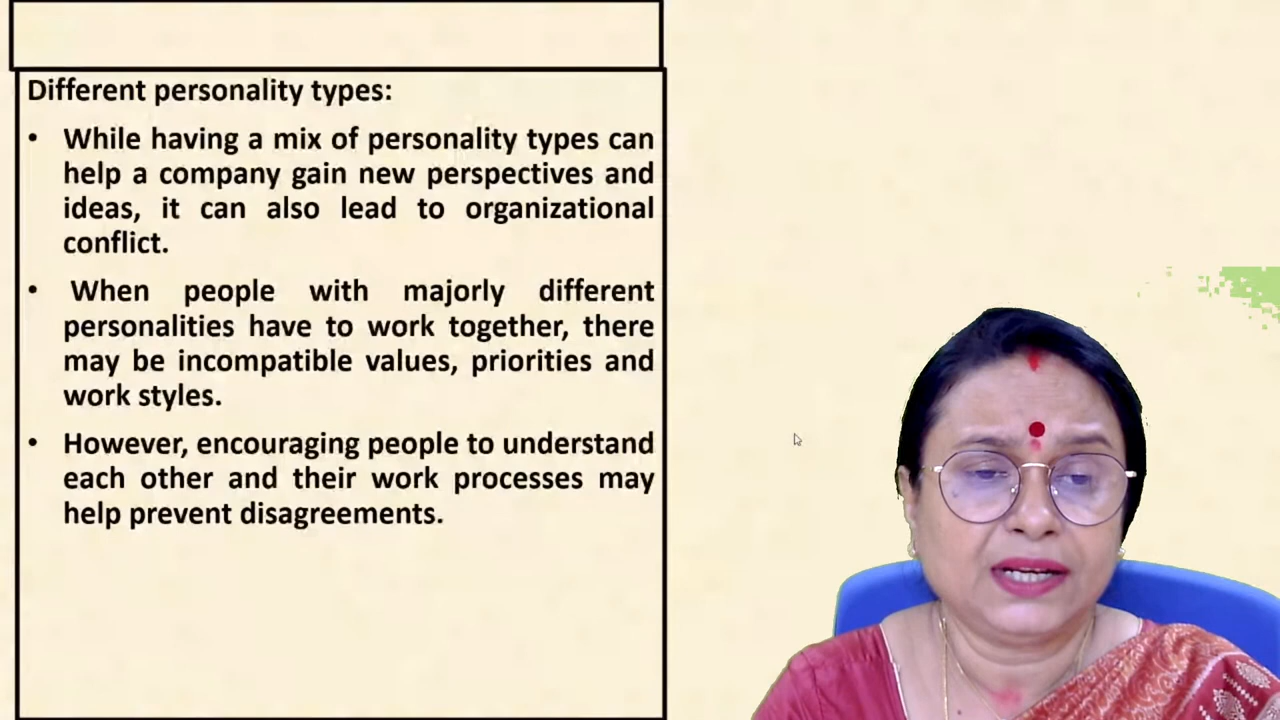 Different personality types:
• While having a mix of personality types can
help a company gain new perspectives and
ideas, it can also lead to organizational
conflict.
• When people with majorly different
personalities have to work together, there
may be incompatible values, priorities and
work styles.
• However, encouraging people to understand
each other and their work processes may
help prevent disagreements.